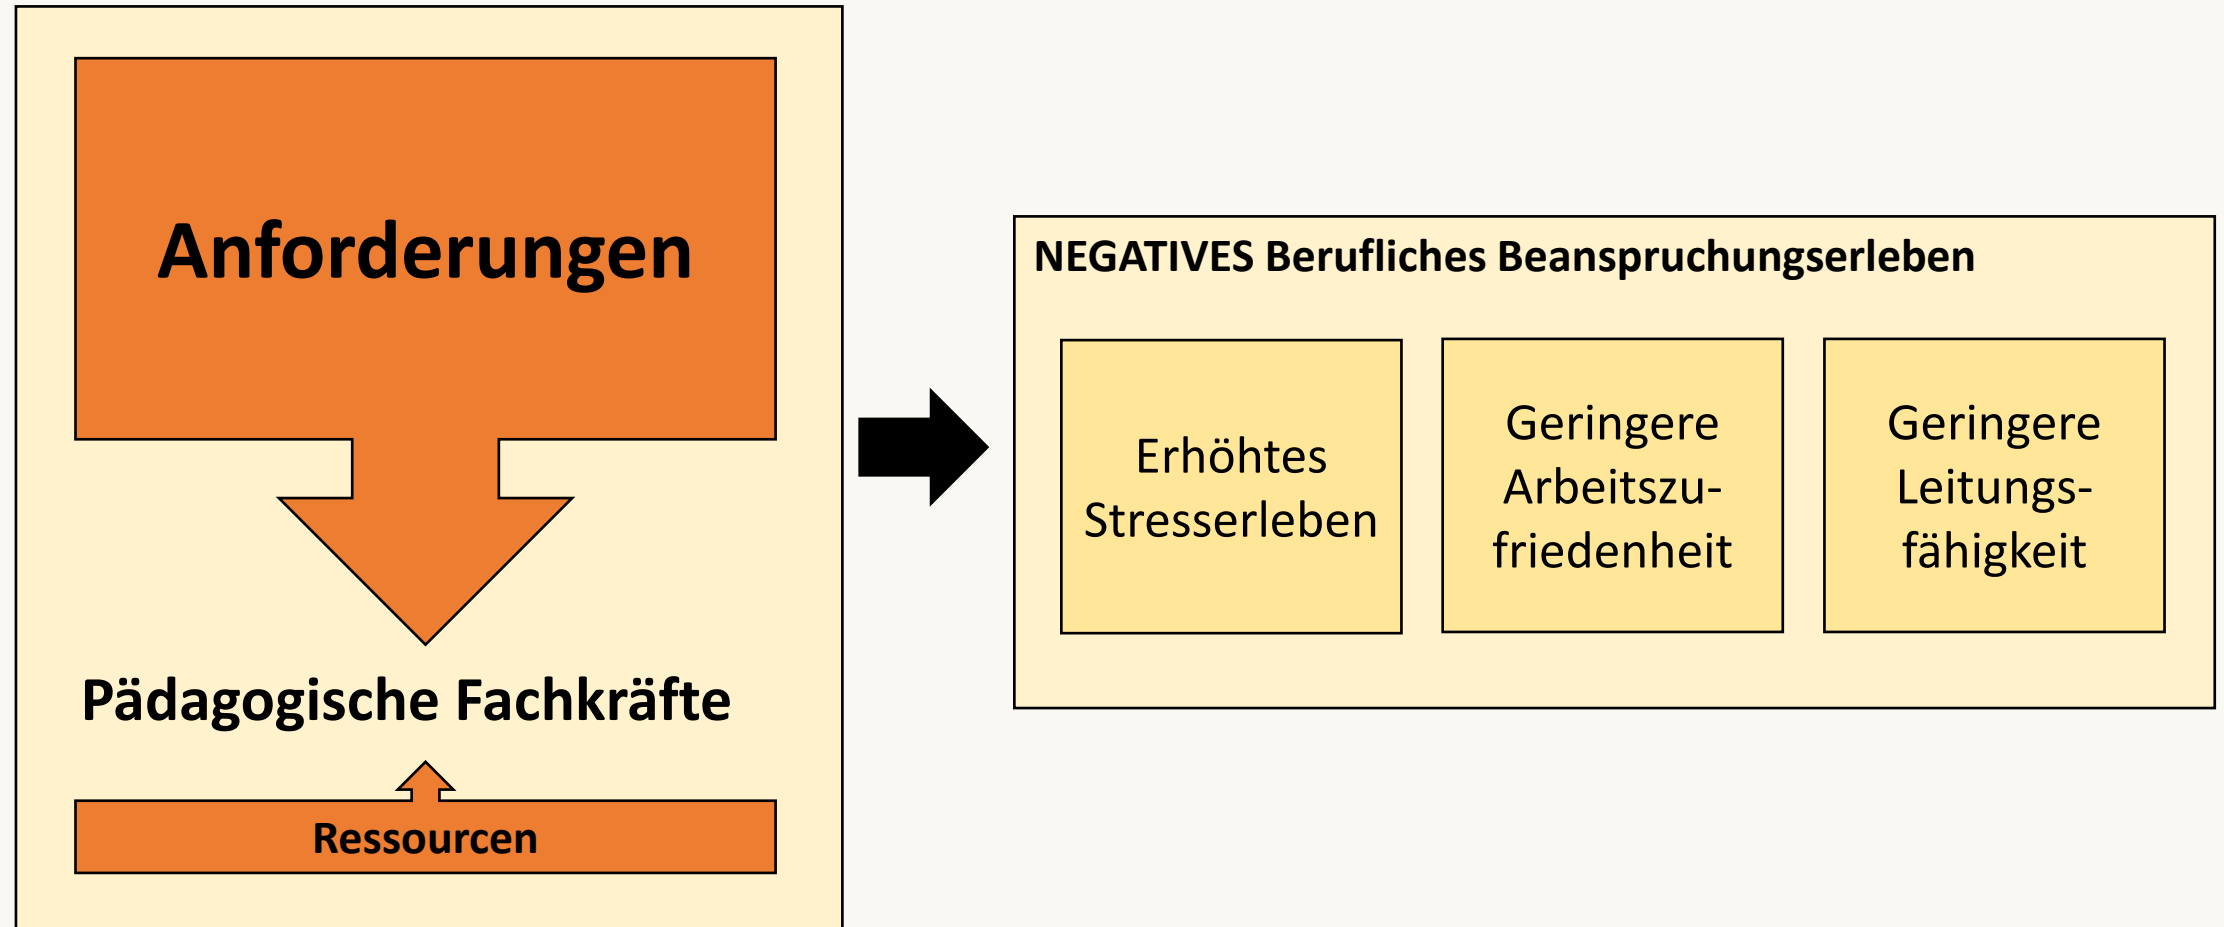 Anforderungen
Pädagogische Fachkräfte
Ressourcen
NEGATIVES Berufliches Beanspruchungserleben
Erhöhtes
Stresserleben
Geringere
Arbeitszu-
friedenheit
Geringere
Leitungs-
fähigkeit